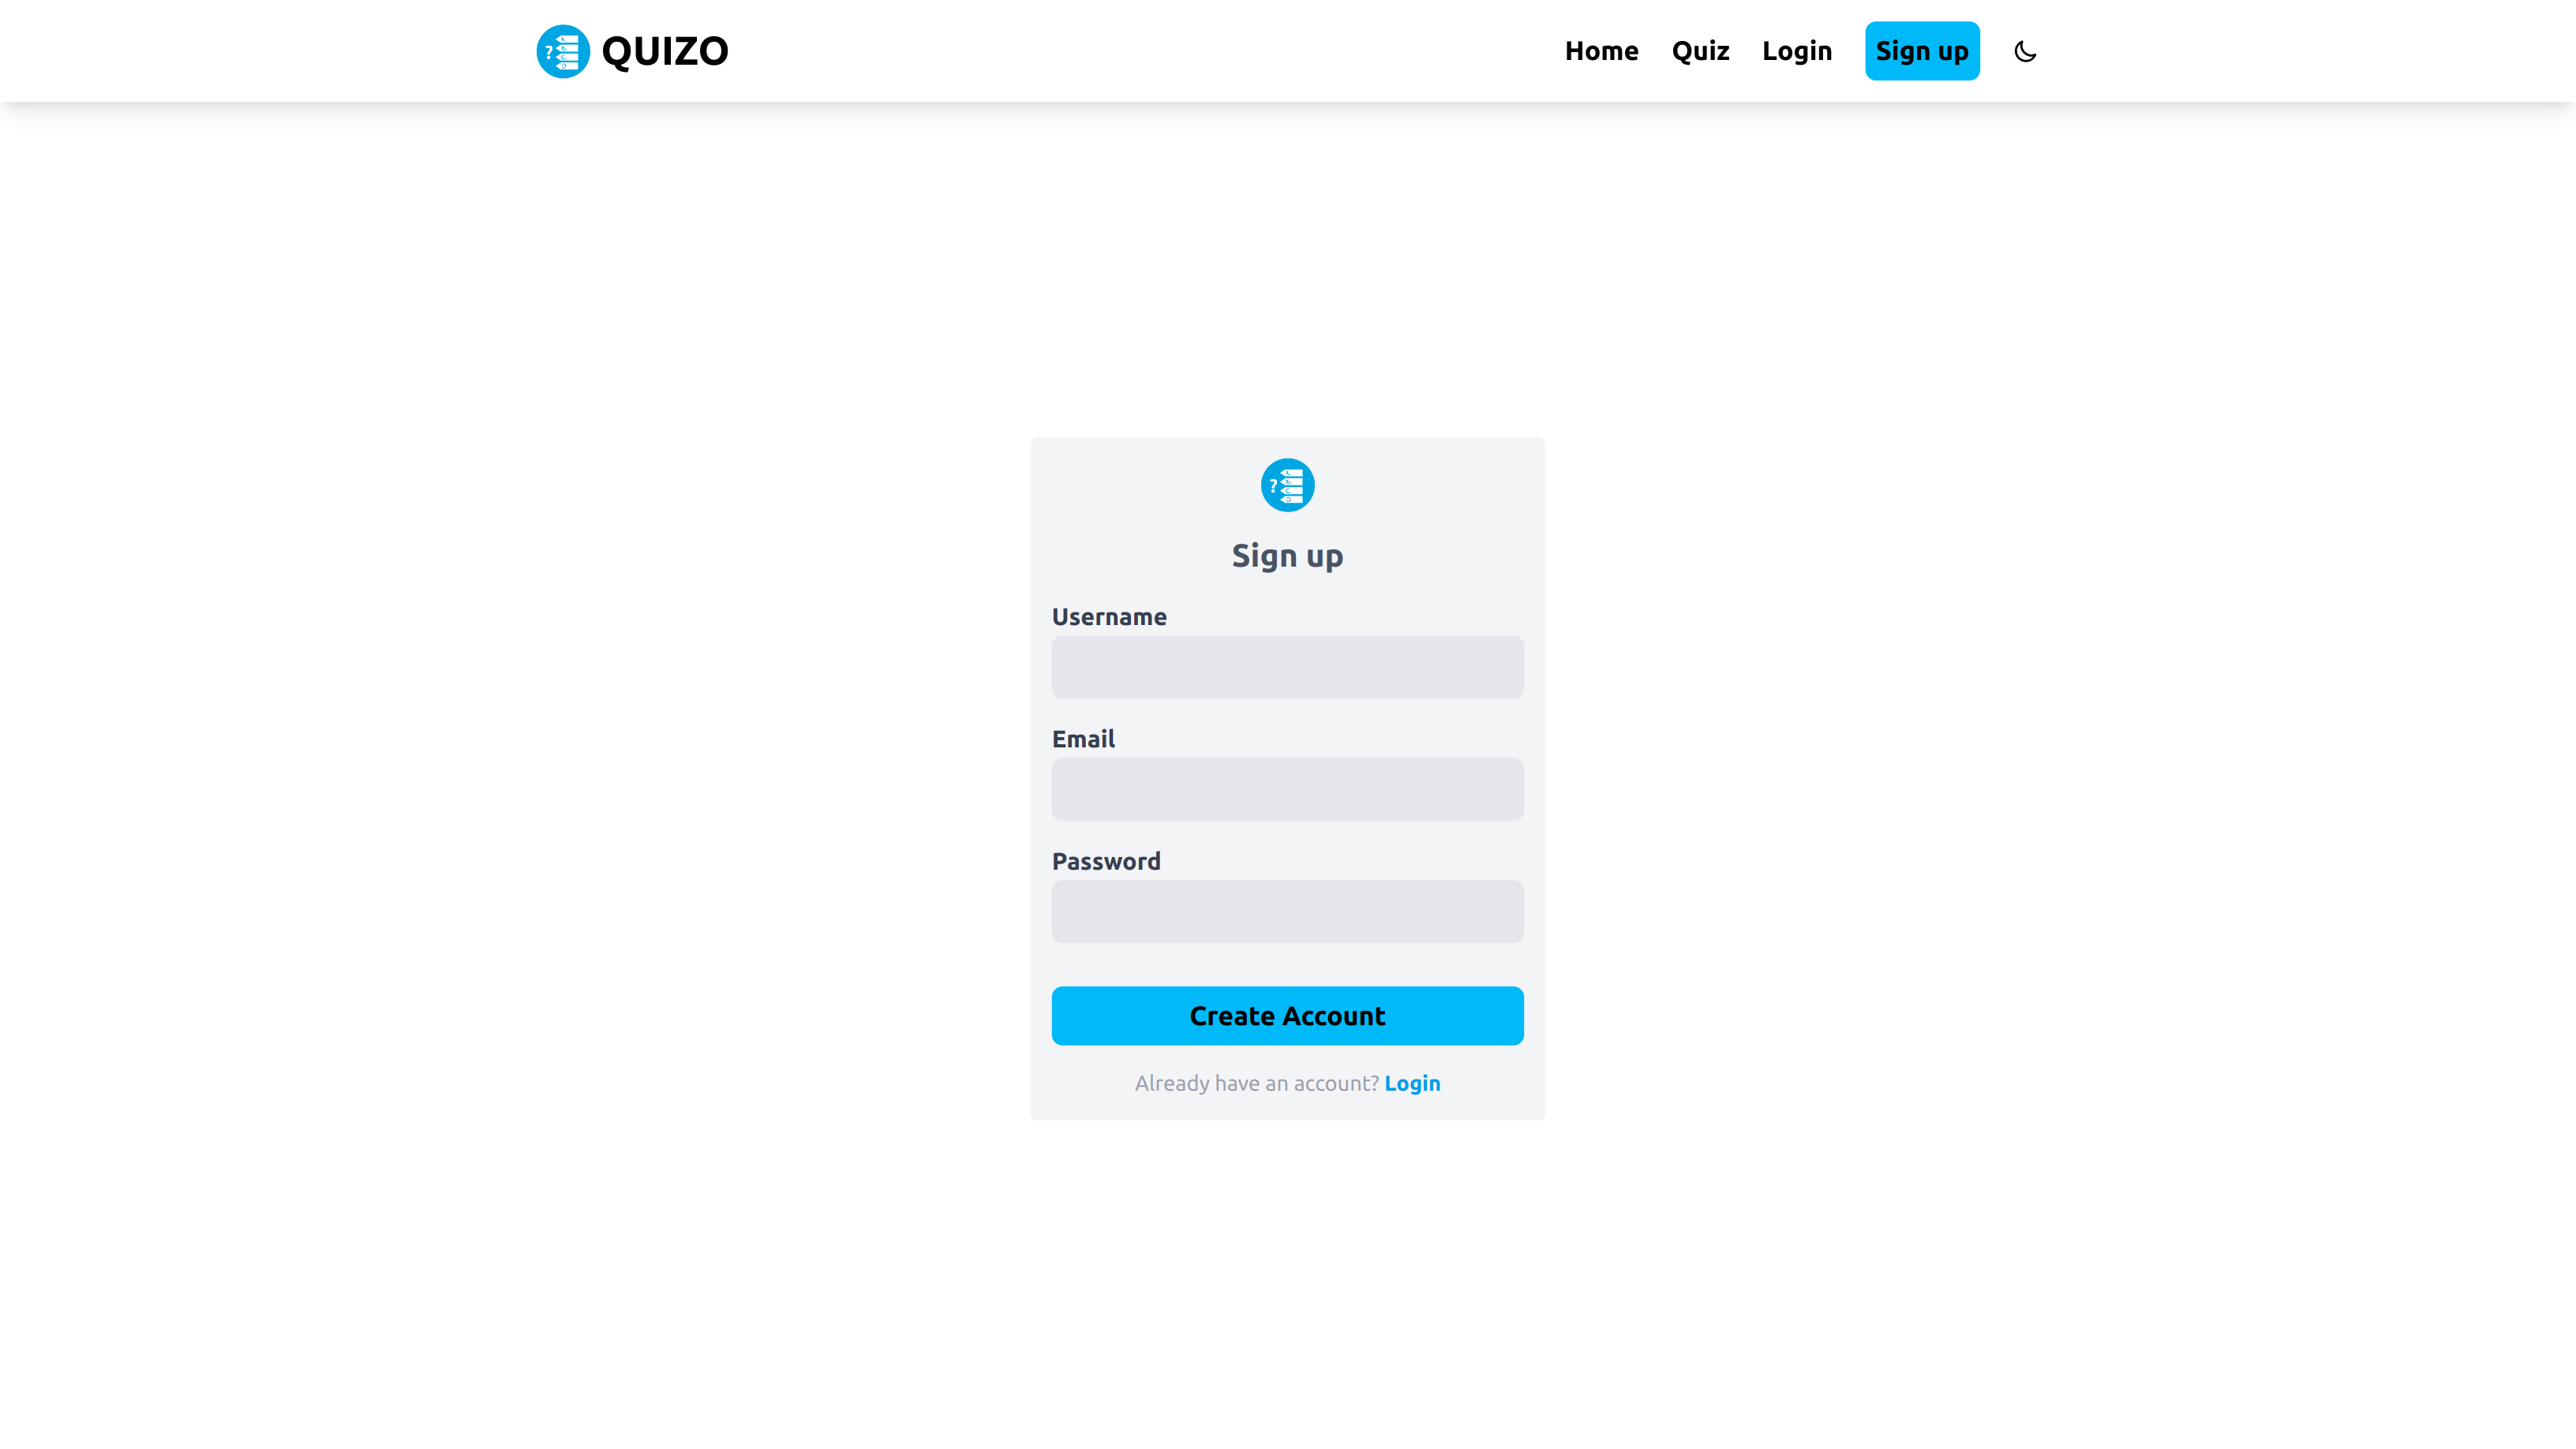 QUIZO
Home Quiz Login Sign up
Sign up
Username
Email
Password
Create Account
Already have an account? Login